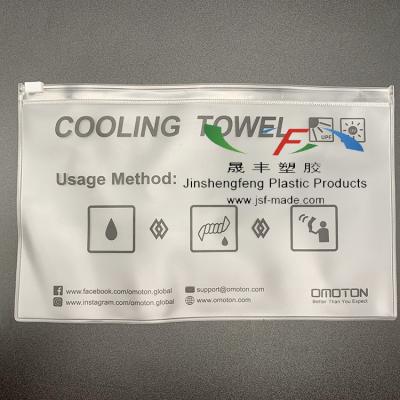 COOLING TOWEL
UPF
晟丰塑胶
Usage Method:
Jinshengfeng Plastic Products
www.jsf-made.com
www.facebook.com/omoton.global
support@omoton.com
www.instagram.com/omoton.global
www.omoton.com
OMOTON
Better Than You Expect